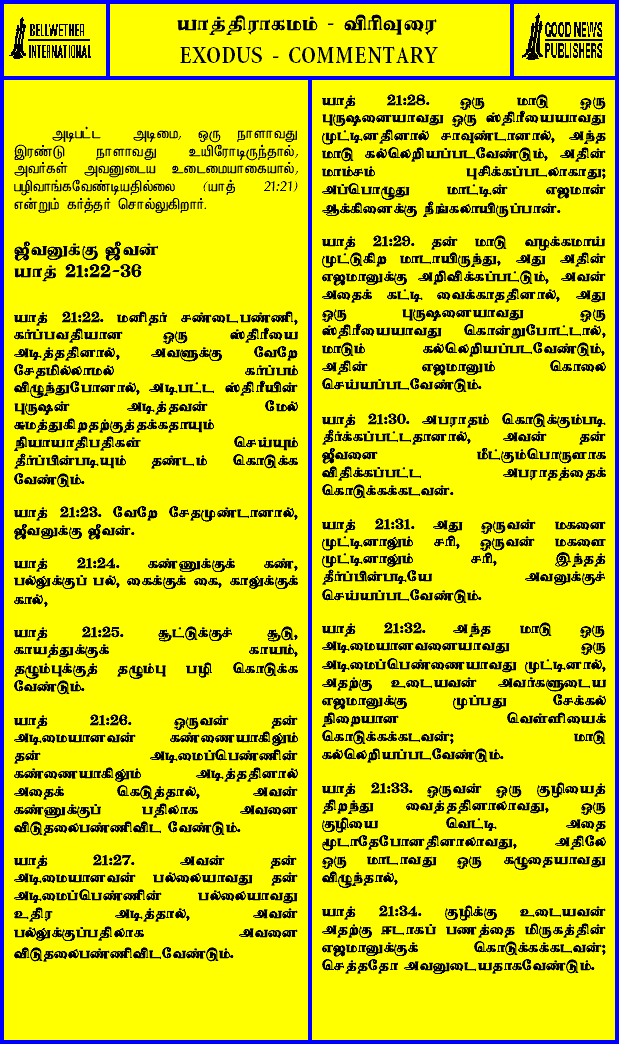 BELLWETHER
INTERNATIONAL
யாத்திராகமம் - விரிவுரை
EXODUS - COMMENTARY
GOOD NEWS
PUBLISHERS
அடிபட்ட அடிமை, ஒரு நாளாவது
இரண்டு நாளாவது உயிரோடிருந்தால்,
அவர்கள் அவனுடைய உடைமையாகையால்,
பழிவாங்கவேண்டியதில்லை (யாத் 21:21)
என்றும் கர்த்தர் சொல்லுகிறார்.
ஜீவனுக்கு ஜீவன்
யாத் 21:22-36
யாத் 21:22. மனிதர் சண்டைபண்ணி,
கர்ப்பவதியான ஒரு ஸ்திரீயை
அடித்ததினால், அவளுக்கு வேறே
சேதமில்லாமல் கர்ப்பம்
விழுந்துபோனால், அடிபட்ட ஸ்திரீயின்
புருஷன் அடித்தவன் மேல்
சுமத்துகிறதற்குத்தக்கதாயும்
நியாயாதிபதிகள் செய்யும்
தீர்ப்பின்படியும் தண்டம் கொடுக்க
வேண்டும்.
யாத் 21:23. வேறே சேதமுண்டானால்,
ஜீவனுக்கு ஜீவன்.
யாத் 21:24. கண்ணுக்குக் கண்,
பல்லுக்குப் பல், கைக்குக் கை, காலுக்குக்
கால்,
யாத் 21:25. சூட்டுக்குச் சூடு,
காயத்துக்குக் காயம்,
தழும்புக்குத் தழும்பு பழி கொடுக்க
வேண்டும்.
யாத் 21:26. ஒருவன் தன்
அடிமையானவன் கண்ணையாகிலும்
தன் அடிமைப்பெண்ணின்
கண்ணையாகிலும் அடித்ததினால்
அதைக் கெடுத்தால், அவன்
கண்ணுக்குப் பதிலாக அவனை
விடுதலைபண்ணிவிட வேண்டும்.
யாத் 21:27. அவன் தன்
அடிமையானவன் பல்லையாவது தன்
அடிமைப்பெண்ணின் பல்லையாவது
உதிர அடித்தால், அவன்
பல்லுக்குப்பதிலாக அவனை
விடுதலைபண்ணிவிடவேண்டும்.
யாத் 21:28. ஒரு மாடு ஒரு
புருஷனையாவது ஒரு ஸ்திரீயையாவது
முட்டினதினால் சாவுண்டானால், அந்த
மாடு கல்லெறியப்படவேண்டும், அதின்
மாம்சம் புசிக்கப்படலாகாது;
அப்பொழுது மாட்டின் எஜமான்
ஆக்கினைக்கு நீங்கலாயிருப்பான்.
யாத் 21:29. தன் மாடு வழக்கமாய்
முட்டுகிற மாடாயிருந்து, அது அதின்
எஜமானுக்கு அறிவிக்கப்பட்டும், அவன்
அதைக் கட்டி வைக்காததினால், அது
ஒரு புருஷனையாவது ஒரு
ஸ்திரீயையாவது கொன்றுபோட்டால்,
மாடும் கல்லெறியப்படவேண்டும்,
அதின் எஜமானும் கொலை
செய்யப்படவேண்டும்.
யாத் 21:30. அபராதம் கொடுக்கும்படி
தீர்க்கப்பட்டதானால், அவன் தன்
ஜீவனை மீட்கும்பொருளாக
விதிக்கப்பட்ட அபராதத்தைக்
கொடுக்கக்கடவன்.
யாத் 21:31. அது ஒருவன் மகனை
முட்டினாலும் சரி, ஒருவன் மகளை
முட்டினாலும் சரி, இந்தத்
தீர்ப்பின்படியே அவனுக்குச்
செய்யப்படவேண்டும்.
யாத் 21:32. அந்த மாடு ஒரு
அடிமையானவனையாவது ஒரு
அடிமைப்பெண்ணையாவது முட்டினால்,
அதற்கு உடையவன் அவர்களுடைய
எஜமானுக்கு முப்பது சேக்கல்
நிறையான வெள்ளியைக்
கொடுக்கக்கடவன்; மாடு
கல்லெறியப்படவேண்டும்.
யாத் 21:33. ஒருவன் ஒரு குழியைத்
திறந்து வைத்ததினாலாவது, ஒரு
குழியை வெட்டி அதை
மூடாதேபோனதினாலாவது, அதிலே
ஒரு மாடாவது ஒரு கழுதையாவது
விழுந்தால்,
யாத் 21:34. குழிக்கு உடையவன்
அதற்கு ஈடாகப் பணத்தை மிருகத்தின்
எஜமானுக்குக் கொடுக்கக்கடவன்;
செத்ததோ அவனுடையதாகவேண்டும்.